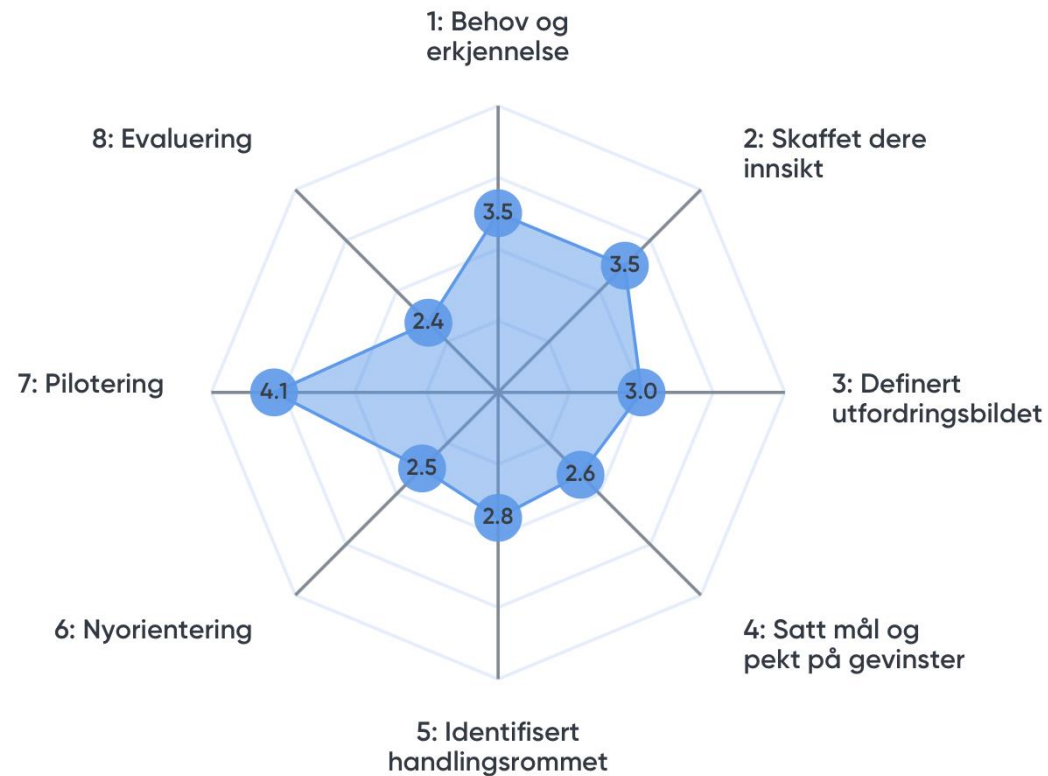 1: Behov og
erkjennelse
8: Evaluering
2: Skaffet dere
innsikt
3.5
3.5
2.4
7: Pilotering
4.1
3.0
3: Definert
utfordringsbildet
2.5
2.6
2.8
6: Nyorientering
4: Satt mål og
pekt på gevinster
5: Identifisert
handlingsrommet